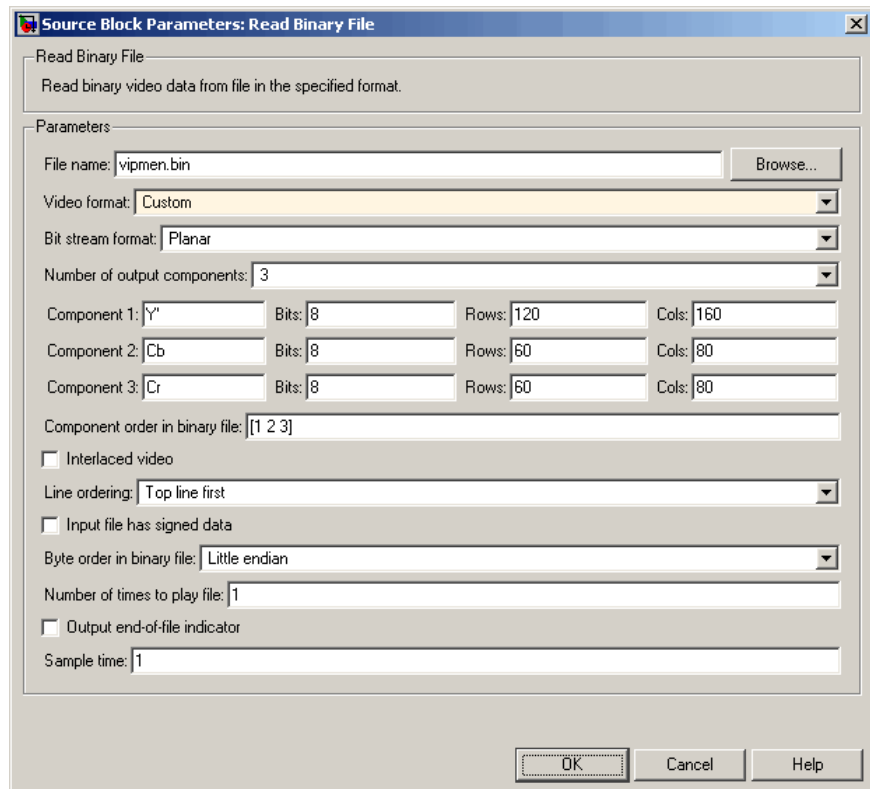 Source Block Parameters: Read Binary File
Read Binary File
Read binary video data from file in the specified format.
Parameters
File name: vipmen.bin Browse...
Video format: Custom
Bit stream format: Planar
Number of output components: 3
Component 1: Y' Bits: 8 Rows: 120 Cols: 160
Component 2: Cb Bits: 8 Rows: 60 Cols: 80
Component 3: Cr Bits: 8 Rows: 60 Cols: 80
Component order in binary file: [1 2 3]
Interlaced video
Line ordering: Top line first
Input file has signed data
Byte order in binary file: Little endian
Number of times to play file: 1
Output end-of-file indicator
Sample time: 1
OK Cancel Help